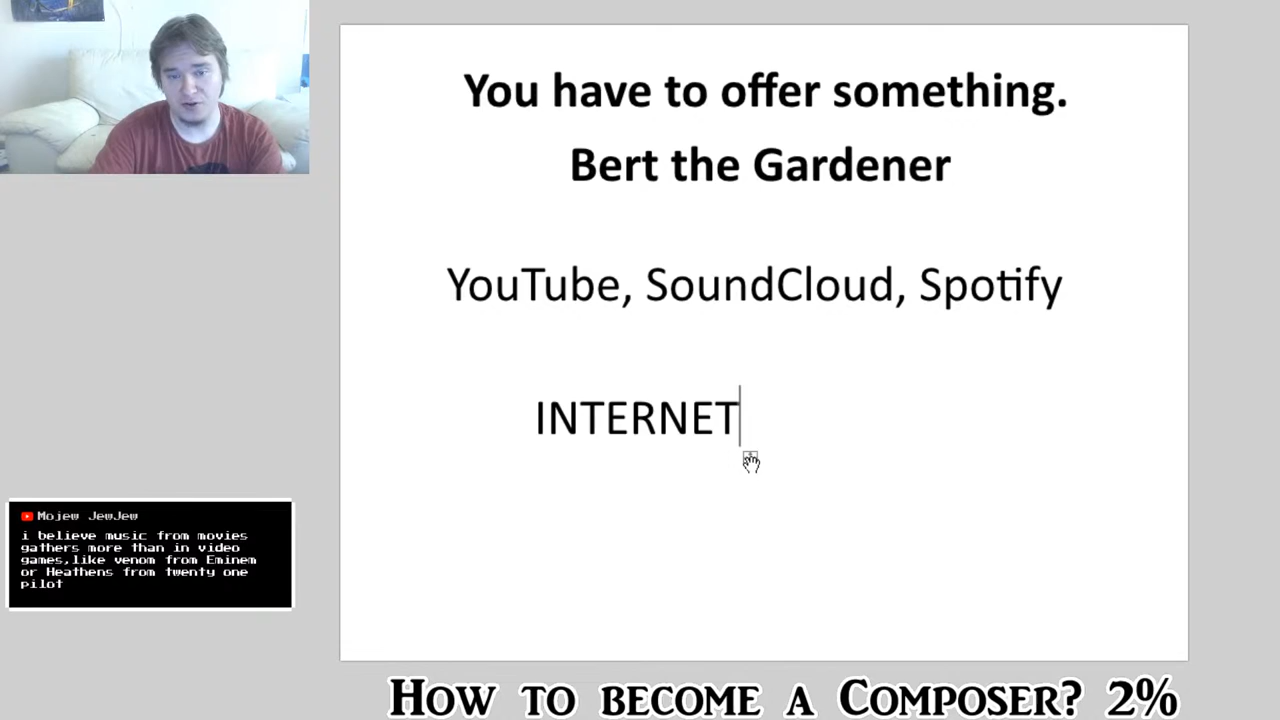 You have to offer something.
Bert the Gardener
YouTube, SoundCloud, Spotify
INTERNET
Mojew JewJew
i believe music from movies
gathers more than in video
games,like venom from Eminem
or Heathens from twenty one
pilot
How to become a Composer? 2%